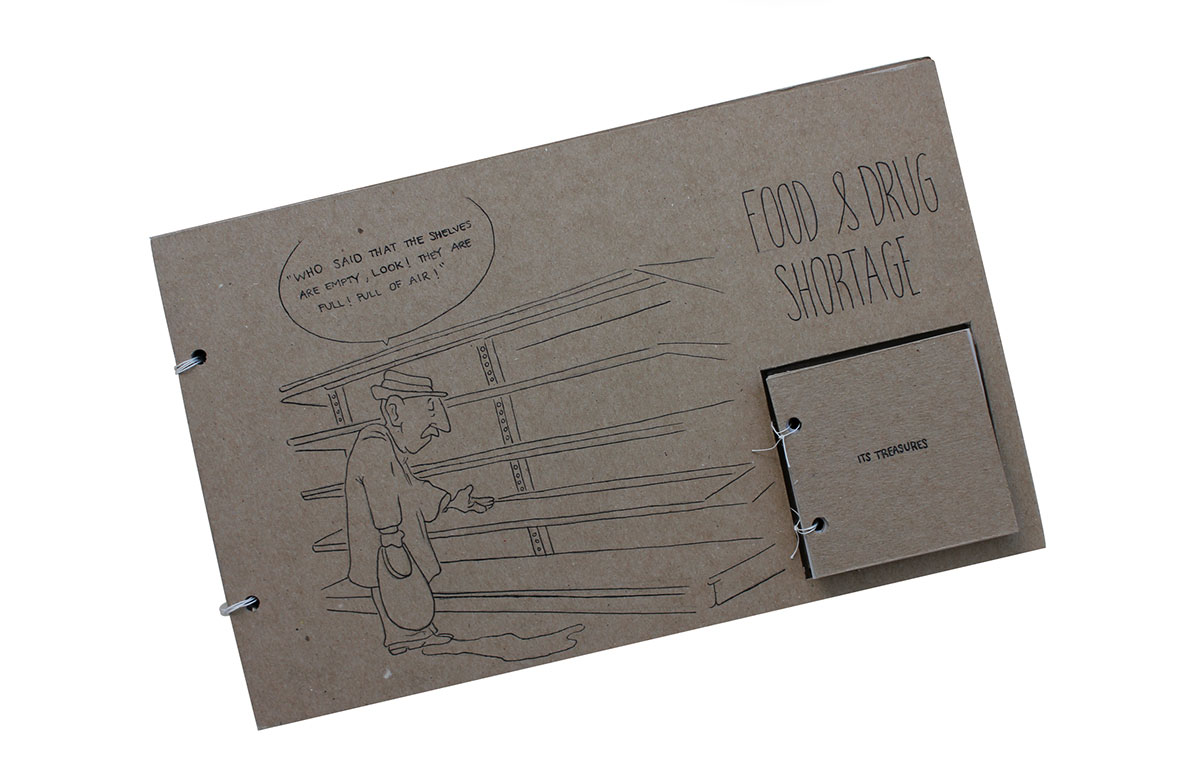 "WHO SAID THAT THE SHELVES
ARE EMPTY, LOOK! THEY ARE
FULL! FULL OF AIR!"
FOOD & DRUG
SHORTAGE
ITS TREASURES